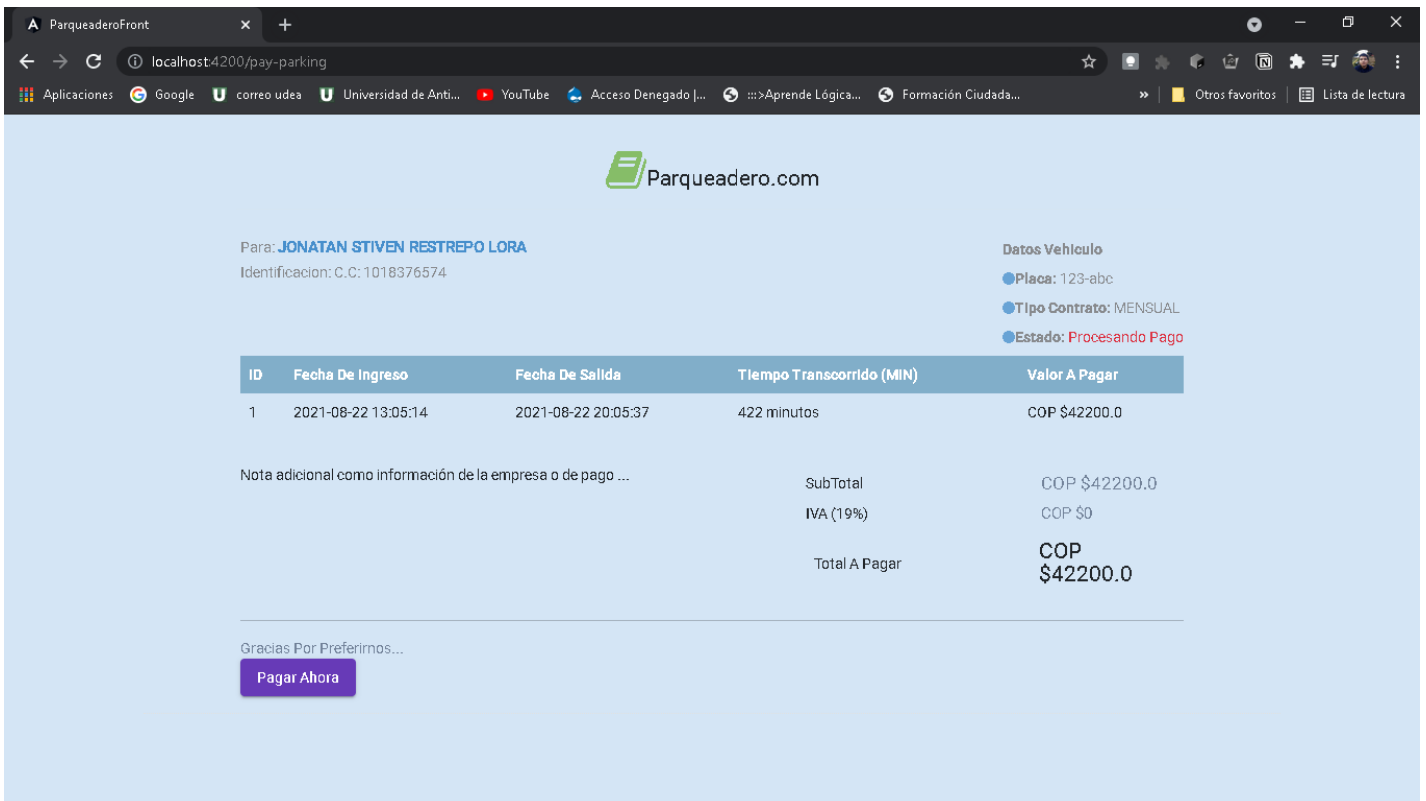 ParqueaderoFront
localhost:4200/pay-parking
Aplicaciones Google correo udea Universidad de Anti... YouTube Acceso Denegado |... :::>Aprende Lógica... Formación Ciudada... » Otros favoritos Lista de lectura
Parqueadero.com
Para: JONATAN STIVEN RESTREPO LORA
Identificacion: C.C: 1018376574
Datos Vehiculo
Placa: 123-abc
Tipo Contrato: MENSUAL
Estado: Procesando Pago
ID Fecha De Ingreso Fecha De Salida Tiempo Transcorrido (MIN) Valor A Pagar
1 2021-08-22 13:05:14 2021-08-22 20:05:37 422 minutos COP $42200.0
Nota adicional como información de la empresa o de pago ...
SubTotal COP $42200.0
IVA (19%) COP $0
Total A Pagar COP
$42200.0
Gracias Por Preferirnos...
Pagar Ahora